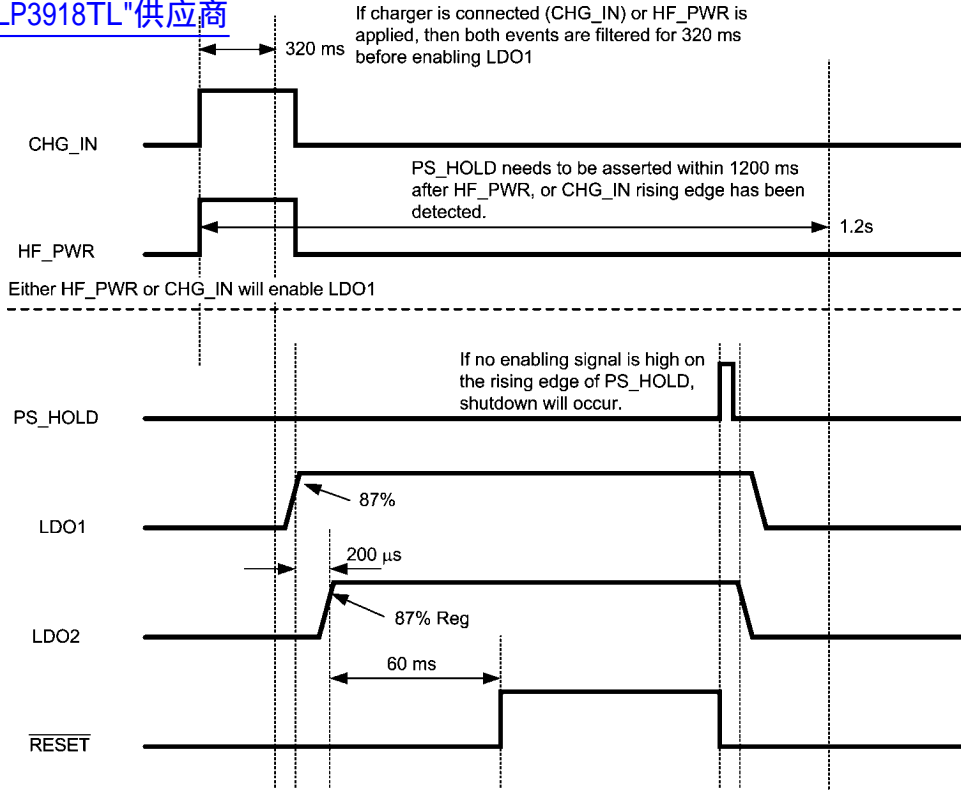 LP3918TL"供应商
If charger is connected (CHG_IN) or HF_PWR is
applied, then both events are filtered for 320 ms
before enabling LDO1
320 ms
CHG_IN
PS_HOLD needs to be asserted within 1200 ms
after HF_PWR, or CHG_IN rising edge has been
detected.
1.2s
HF_PWR
Either HF_PWR or CHG_IN will enable LDO1
If no enabling signal is high on
the rising edge of PS_HOLD,
shutdown will occur.
PS_HOLD
87%
LDO1
200 μs
87% Reg
LDO2
60 ms
RESET